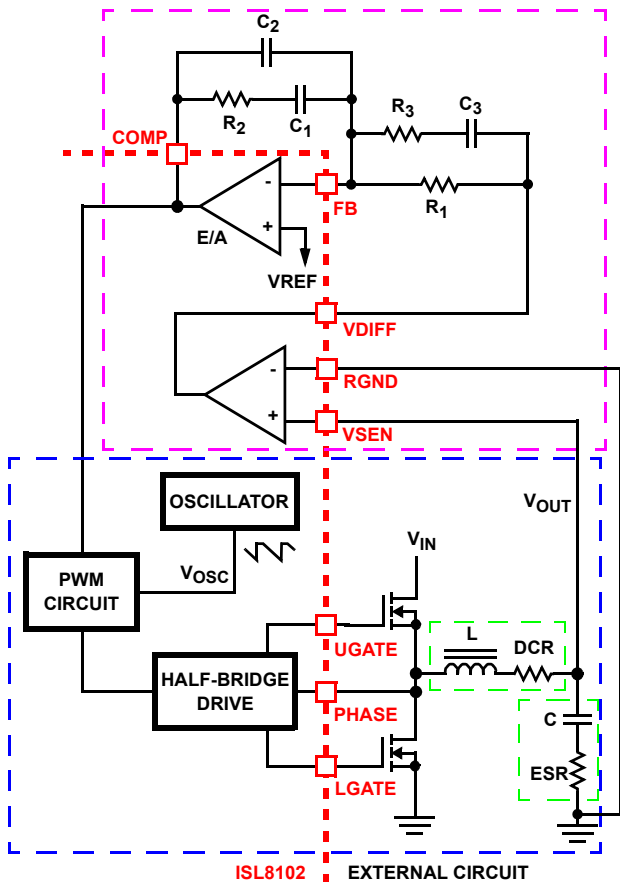 C2
R2
C1
R3
C3
COMP
-
+
E/A
FB
R1
VREF
VDIFF
-
RGND
+
VSEN
OSCILLATOR
VOUT
VIN
PWM
CIRCUIT
VOSC
UGATE
L
DCR
HALF-BRIDGE
DRIVE
PHASE
C
LGATE
ESR
ISL8102
EXTERNAL CIRCUIT